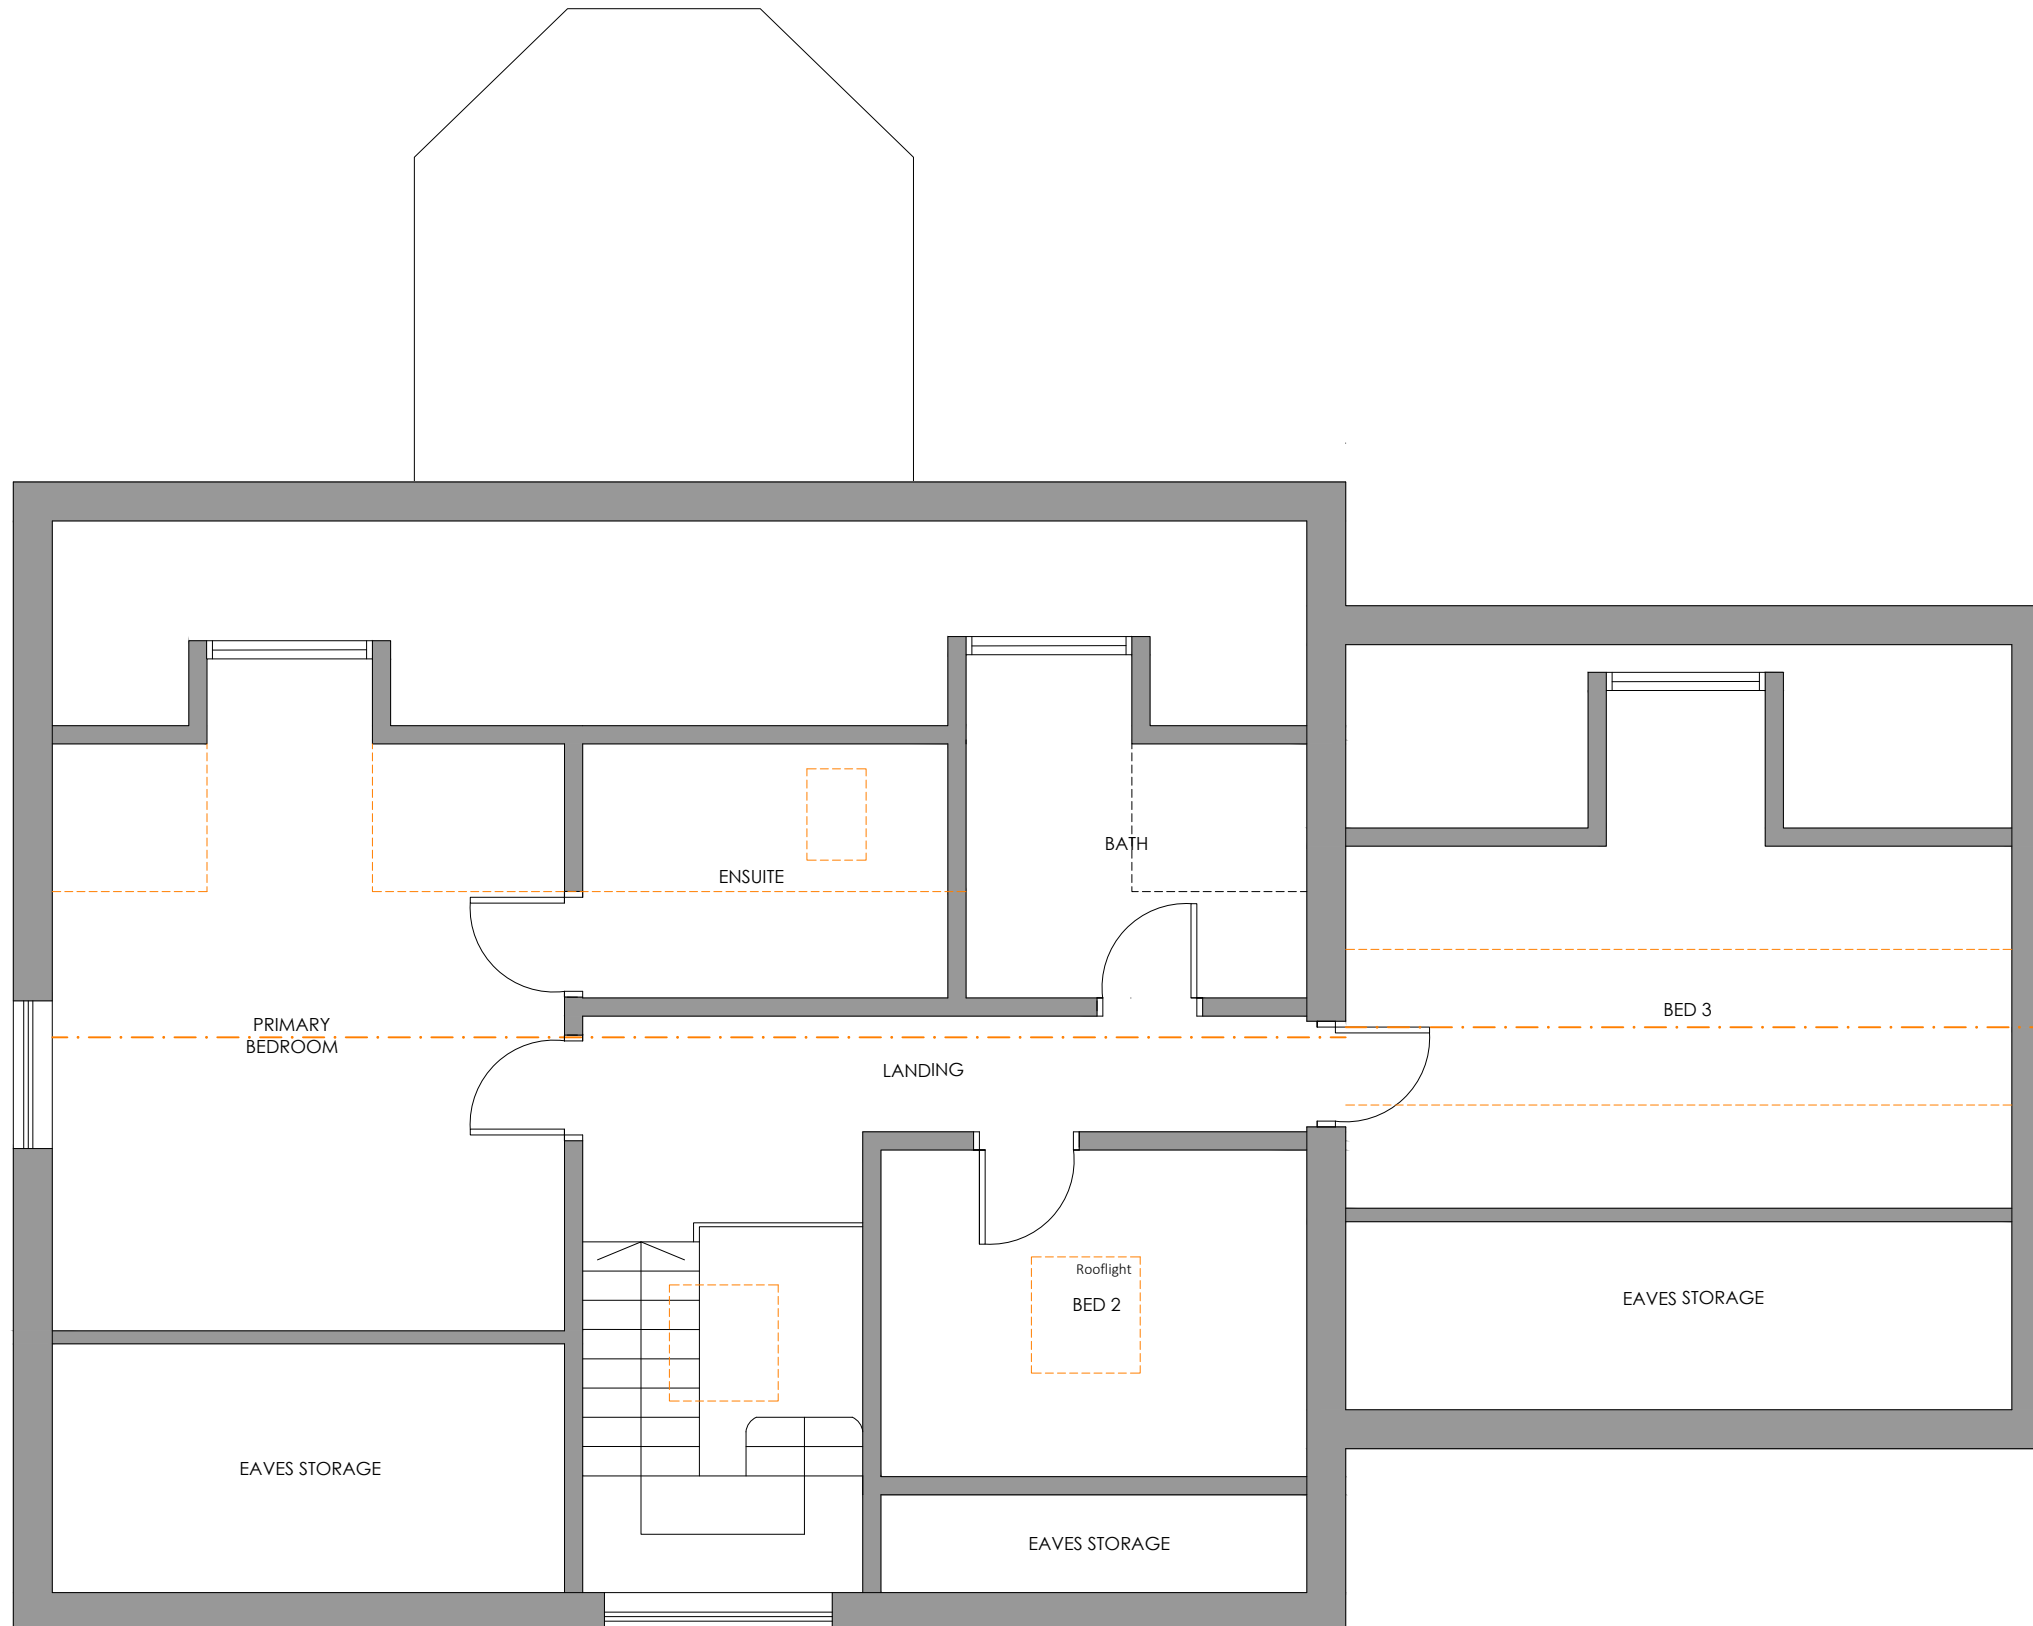 BATH
ENSUITE
BED 3
PRIMARY
BEDROOM
LANDING
Rooflight
BED 2
EAVES STORAGE
EAVES STORAGE
EAVES STORAGE